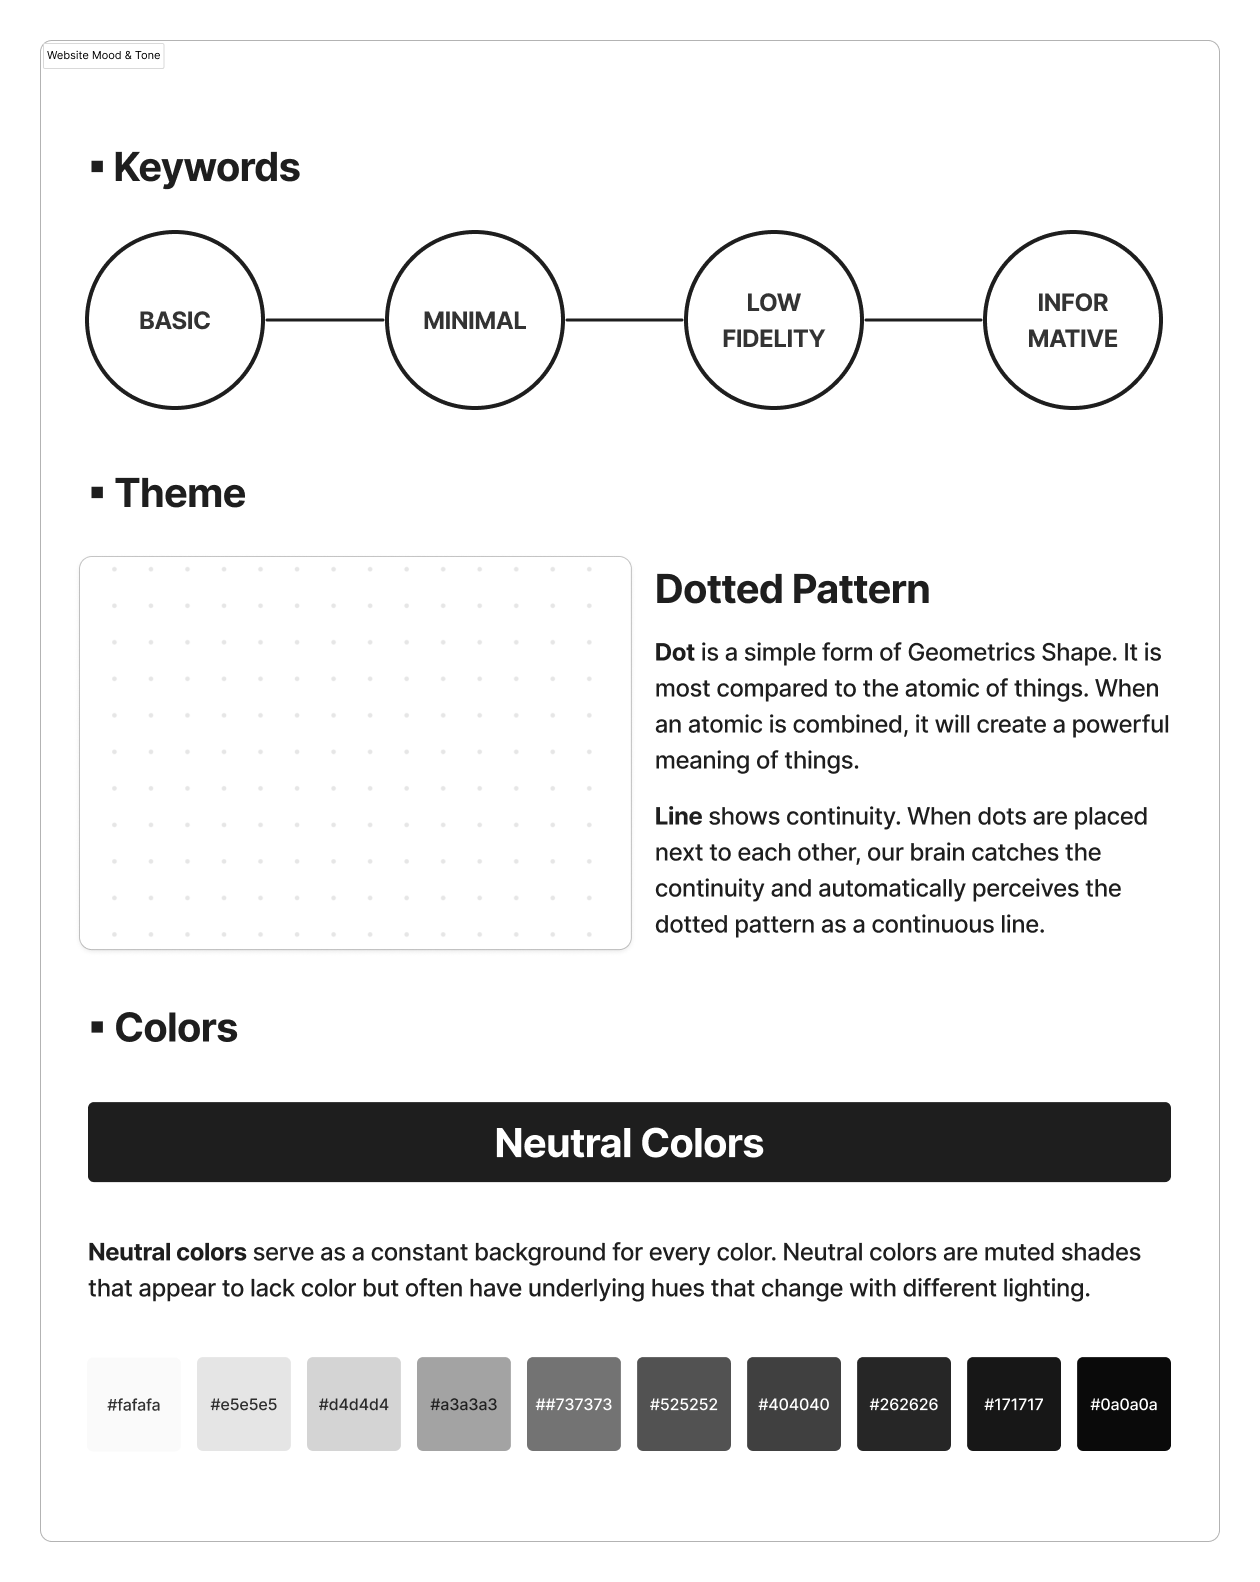 Website Mood & Tone
▪ Keywords
BASIC
MINIMAL
LOW
FIDELITY
INFOR
MATIVE
▪ Theme
Dotted Pattern
Dot is a simple form of Geometrics Shape. It is
most compared to the atomic of things. When
an atomic is combined, it will create a powerful
meaning of things.
Line shows continuity. When dots are placed
next to each other, our brain catches the
continuity and automatically perceives the
dotted pattern as a continuous line.
▪ Colors
Neutral Colors
Neutral colors serve as a constant background for every color. Neutral colors are muted shades
that appear to lack color but often have underlying hues that change with different lighting.
#fafafa
#e5e5e5
#d4d4d4
#a3a3a3
##737373
#525252
#404040
#262626
#171717
#0a0a0a